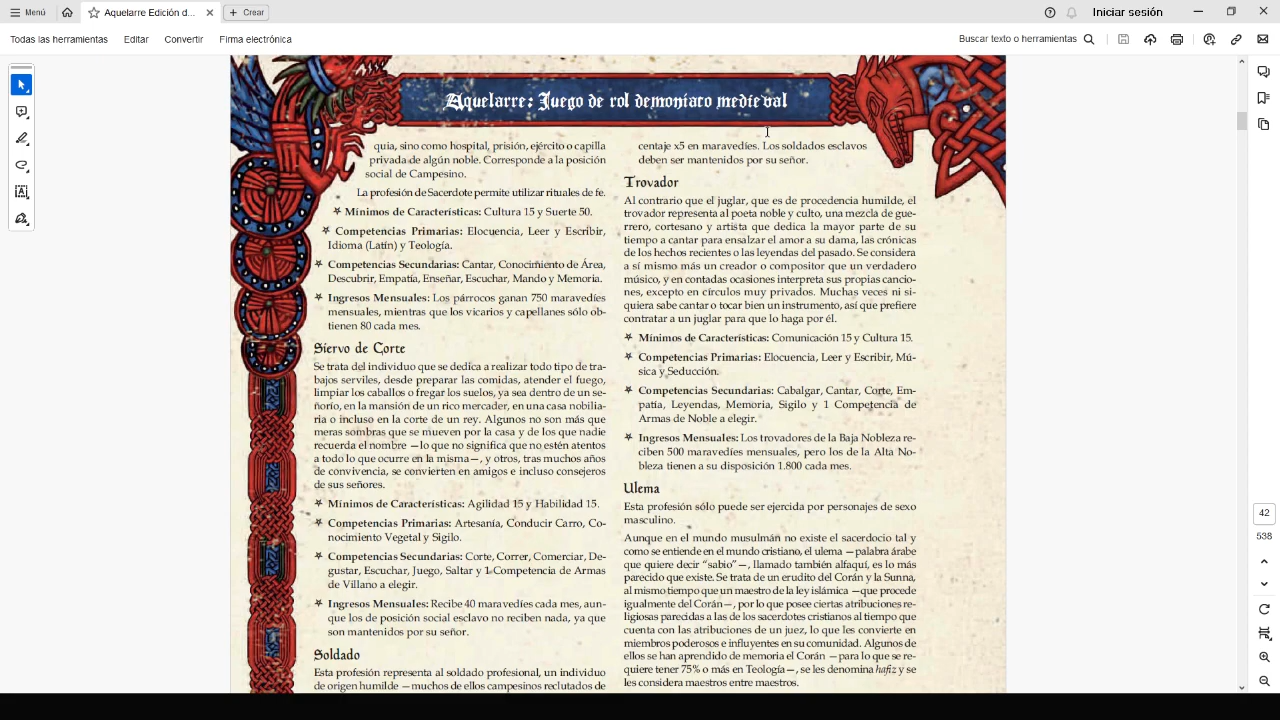 Menú
Aquelarre Edición d...
Crear
Iniciar sesión
Todas las herramientas
Editar
Convertir
Firma electrónica
Buscar texto o herramientas
Aquelarre: Juego de rol demoníaco medieval
quia, sino como hospital, prisión, ejército o capilla
privada de algún noble. Corresponde a la posición
social de Campesino.
La profesión de Sacerdote permite utilizar rituales de fe.
Mínimos de Características: Cultura 15 y Suerte 50.
Competencias Primarias: Elocuencia, Leer y Escribir,
Idioma (Latín) y Teología.
Competencias Secundarias: Cantar, Conocimiento de Área,
Descubrir, Empatía, Enseñar, Escuchar, Mando y Memoria.
Ingresos Mensuales: Los párrocos ganan 750 maravedíes
mensuales, mientras que los vicarios y capellanes sólo ob-
tienen 80 cada mes.
Siervo de Corte
Se trata del individuo que se dedica a realizar todo tipo de tra-
bajos serviles, desde preparar las comidas, atender el fuego,
limpiar los caballos o fregar los suelos, ya sea dentro de un se-
ñorío, en la mansión de un rico mercader, en una casa nobilia-
ria o incluso en la corte de un rey. Algunos no son más que
meras sombras que se mueven por la casa y de los que nadie
recuerda el nombre —lo que no significa que no estén atentos
a todo lo que ocurre en la misma—, y otros, tras muchos años
de convivencia, se convierten en amigos e incluso consejeros
de sus señores.
Mínimos de Características: Agilidad 15 y Habilidad 15.
Competencias Primarias: Artesanía, Conducir Carro, Co-
nocimiento Vegetal y Sigilo.
Competencias Secundarias: Corte, Correr, Comerciar, De-
gustar, Escuchar, Juego, Saltar y 1 Competencia de Armas
de Villano a elegir.
Ingresos Mensuales: Recibe 40 maravedíes cada mes, aun-
que los de posición social esclavo no reciben nada, ya que
son mantenidos por su señor.
Soldado
Esta profesión representa al soldado profesional, un individuo
de origen humilde —muchos de ellos campesinos reclutados de
centaje x5 en maravedíes. Los soldados esclavos
deben ser mantenidos por su señor.
Trovador
Al contrario que el juglar, que es de procedencia humilde, el
trovador representa al poeta noble y culto, una mezcla de gue-
rrero, cortesano y artista que dedica la mayor parte de su
tiempo a cantar para ensalzar el amor a su dama, las crónicas
de los hechos recientes o las leyendas del pasado. Se considera
a sí mismo más un creador o compositor que un verdadero
músico, y en contadas ocasiones interpreta sus propias cancio-
nes, excepto en círculos muy privados. Muchas veces ni si-
quiera sabe cantar o tocar bien un instrumento, así que prefiere
contratar a un juglar para que lo haga por él.
Mínimos de Características: Comunicación 15 y Cultura 15.
Competencias Primarias: Elocuencia, Leer y Escribir, Mú-
sica y Seducción.
Competencias Secundarias: Cabalgar, Cantar, Corte, Em-
patía, Leyendas, Memoria, Sigilo y 1 Competencia de
Armas de Noble a elegir.
Ingresos Mensuales: Los trovadores de la Baja Nobleza re-
ciben 500 maravedíes mensuales, pero los de la Alta No-
bleza tienen a su disposición 1.800 cada mes.
Ulema
Esta profesión sólo puede ser ejercida por personajes de sexo
masculino.
Aunque en el mundo musulmán no existe el sacerdocio tal y
como se entiende en el mundo cristiano, el ulema —palabra árabe
que quiere decir “sabio”—, llamado también alfaquí, es lo más
parecido que existe. Se trata de un erudito del Corán y la Sunna,
al mismo tiempo que un maestro de la ley islámica —que procede
igualmente del Corán—, por lo que posee ciertas atribuciones re-
ligiosas parecidas a las de los sacerdotes cristianos al tiempo que
cuenta con las atribuciones de un juez, lo que les convierte en
miembros poderosos e influyentes en su comunidad. Algunos de
ellos se han aprendido de memoria el Corán —para lo que se re-
quiere tener 75% o más en Teología—, se les denomina hafiz y se
les considera maestros entre maestros.
42
538